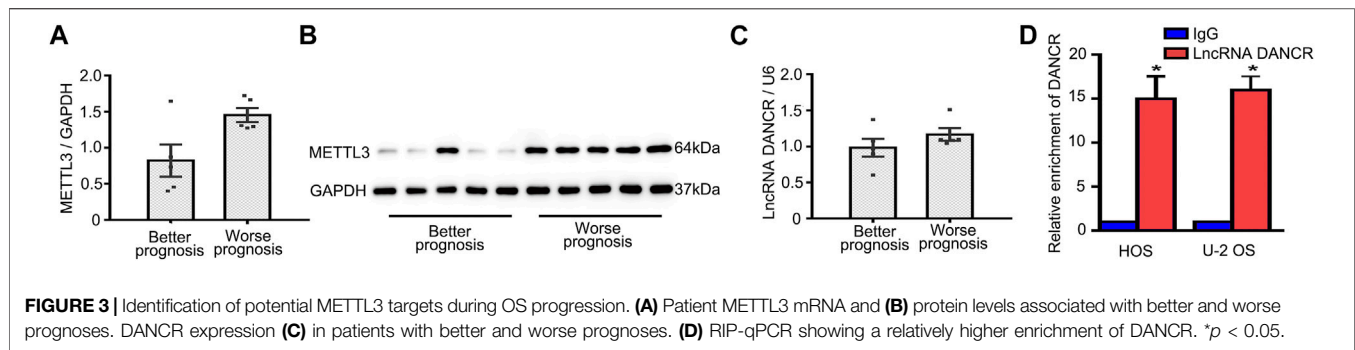 A
METTL3 / GAPDH
2.0
1.5
1.0
0.5
0
Better prognosis
Worse prognosis
B
METTL3
64kDa
GAPDH
37kDa
Better prognosis
Worse prognosis
C
LncRNA DANCR / U6
2.0
1.5
1.0
0.5
0
Better prognosis
Worse prognosis
D
IgG
LncRNA DANCR
Relative enrichment of DANCR
20
15
10
5
0
*
*
HOS
U-2 OS
FIGURE 3 | Identification of potential METTL3 targets during OS progression. (A) Patient METTL3 mRNA and (B) protein levels associated with better and worse
prognoses. DANCR expression (C) in patients with better and worse prognoses. (D) RIP-qPCR showing a relatively higher enrichment of DANCR. *p < 0.05.